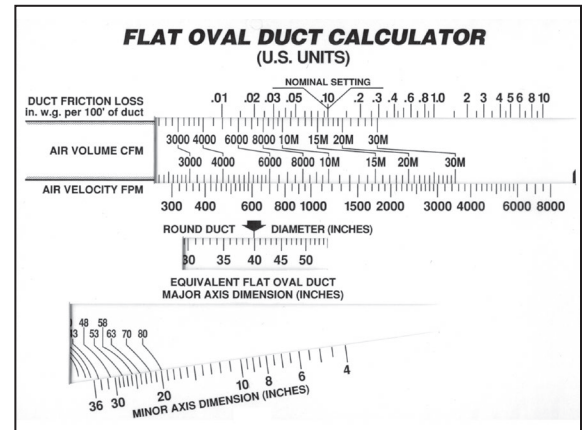 FLAT OVAL DUCT CALCULATOR
(U.S. UNITS)
NOMINAL SETTING
DUCT FRICTION LOSS
in. w.g. per 100' of duct
.01 .02 .03 .05 .10 .2 .3 .4 .6 .8 1.0 2 3 4 5 6 8 10
3000 4000 6000 8000 10M 15M 20M 30M
AIR VOLUME CFM
3000 4000 6000 8000 10M 15M 20M 30M
AIR VELOCITY FPM
300 400 600 800 1000 1500 2000 3000 4000 6000 8000
ROUND DUCT DIAMETER (INCHES)
30 35 40 45 50
EQUIVALENT FLAT OVAL DUCT
MAJOR AXIS DIMENSION (INCHES)
48 58
43 53 63 70 80
36 30 20 10 8 6 4
MINOR AXIS DIMENSION (INCHES)